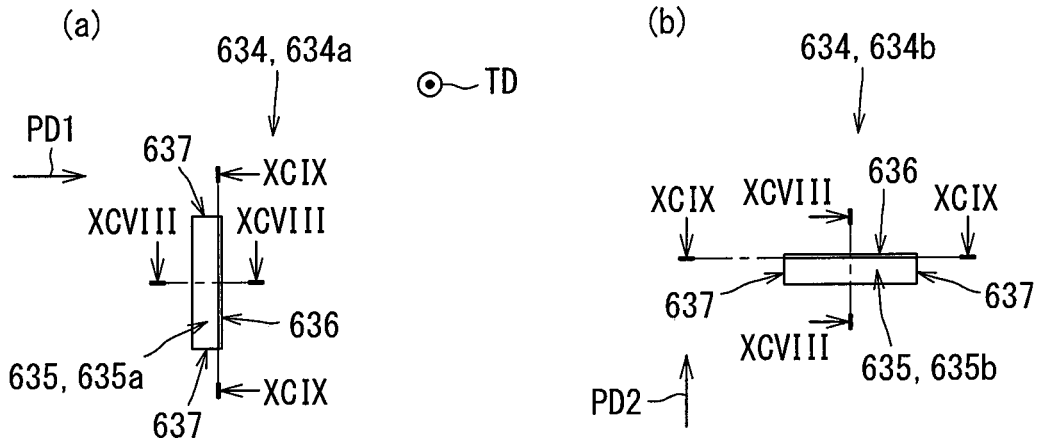 (a)
634, 634a
TD
PD1
637
XCIX
XCVIII
XCVIII
636
635, 635a
637
XCIX
(b)
634, 634b
XCVIII
636
XCIX
XCIX
637
637
XCVIII
635, 635b
PD2